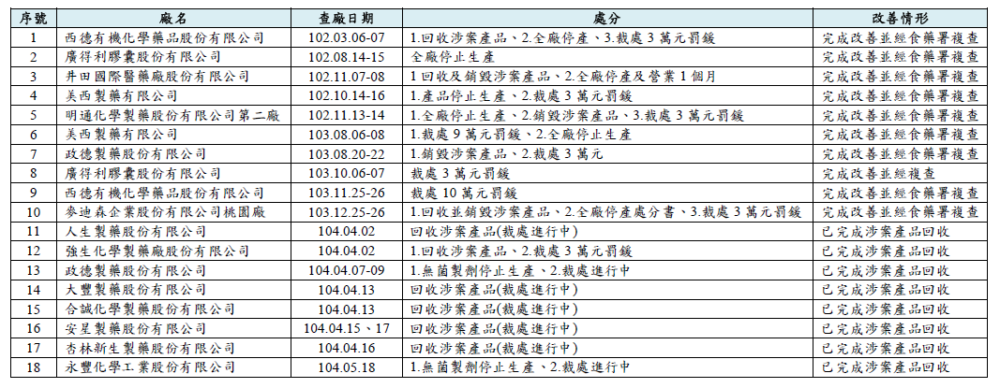 序號 廠名 查廠日期 處分 改善情形
1 西德有機化學藥品股份有限公司 102.03.06-07 1.回收涉案產品、2.全廠停產、3.裁處 3 萬元罰鍰 完成改善並經食藥署複查
2 廣得利膠囊股份有限公司 102.08.14-15 全廠停止生產 完成改善並經食藥署複查
3 井田國際醫藥廠股份有限公司 102.11.07-08 1 回收及銷毀涉案產品、2.全廠停產及營業 1 個月 完成改善並經食藥署複查
4 美西製藥有限公司 102.10.14-16 1.產品停止生產、2.裁處 3 萬元罰鍰 完成改善並經食藥署複查
5 明通化學製藥股份有限公司第二廠 102.11.13-14 1.全廠停止生產、2.銷毀涉案產品、3.裁處 3 萬元罰鍰 完成改善並經食藥署複查
6 美西製藥有限公司 103.08.06-08 1.裁處 9 萬元罰鍰、2.全廠停止生產 完成改善並經食藥署複查
7 政德製藥股份有限公司 103.08.20-22 1.銷毀涉案產品、2.裁處 3 萬元 完成改善並經食藥署複查
8 廣得利膠囊股份有限公司 103.10.06-07 裁處 3 萬元罰鍰 完成改善並經複查
9 西德有機化學藥品股份有限公司 103.11.25-26 裁處 10 萬元罰鍰 完成改善並經食藥署複查
10 麥迪森企業股份有限公司桃園廠 103.12.25-26 1.回收並銷毀涉案產品、2.全廠停產處分書、3.裁處 3 萬元罰鍰 完成改善並經食藥署複查
11 人生製藥股份有限公司 104.04.02 回收涉案產品(裁處進行中) 已完成涉案產品回收
12 強生化學製藥廠股份有限公司 104.04.02 1.回收涉案產品、2.裁處 3 萬元罰鍰 已完成涉案產品回收
13 政德製藥股份有限公司 104.04.07-09 1.無菌製劑停止生產、2.裁處進行中 已完成涉案產品回收
14 大豐製藥股份有限公司 104.04.13 回收涉案產品(裁處進行中) 已完成涉案產品回收
15 合誠化學製藥股份有限公司 104.04.13 回收涉案產品(裁處進行中) 已完成涉案產品回收
16 安星製藥股份有限公司 104.04.15、17 回收涉案產品(裁處進行中) 已完成涉案產品回收
17 杏林新生製藥股份有限公司 104.04.16 回收涉案產品(裁處進行中) 已完成涉案產品回收
18 永豐化學工業股份有限公司 104.05.18 1.無菌製劑停止生產、2.裁處進行中 已完成涉案產品回收